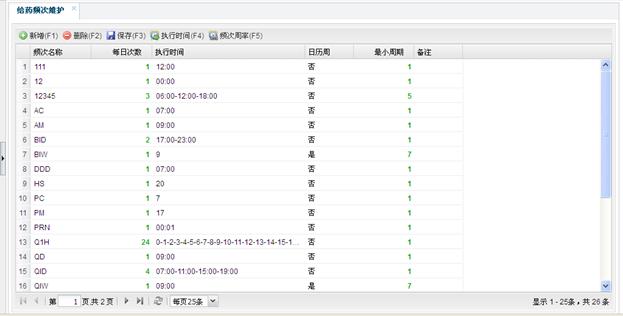 给药频次维护
新增(F1) 删除(F2) 保存(F3) 执行时间(F4) 频次周率(F5)
频次名称 每日次数 执行时间 日历周 最小周期 备注
1 111 1 12:00 否 1
2 12 1 00:00 否 1
3 12345 3 06:00-12:00-18:00 否 5
4 AC 1 07:00 否 1
5 AM 1 09:00 否 1
6 BID 2 17:00-23:00 否 1
7 BIW 1 9 是 7
8 DDD 1 07:00 否 1
9 HS 1 20 否 1
10 PC 1 7 否 1
11 PM 1 17 否 1
12 PRN 1 00:01 否 1
13 Q1H 24 0-1-2-3-4-5-6-7-8-9-10-11-12-13-14-15-1... 否 1
14 QD 1 09:00 否 1
15 QID 4 07:00-11:00-15:00-19:00 否 1
16 QIW 1 09:00 是 7
第 1 页,共 2 页 每页25条 显示 1 - 25条，共 26 条